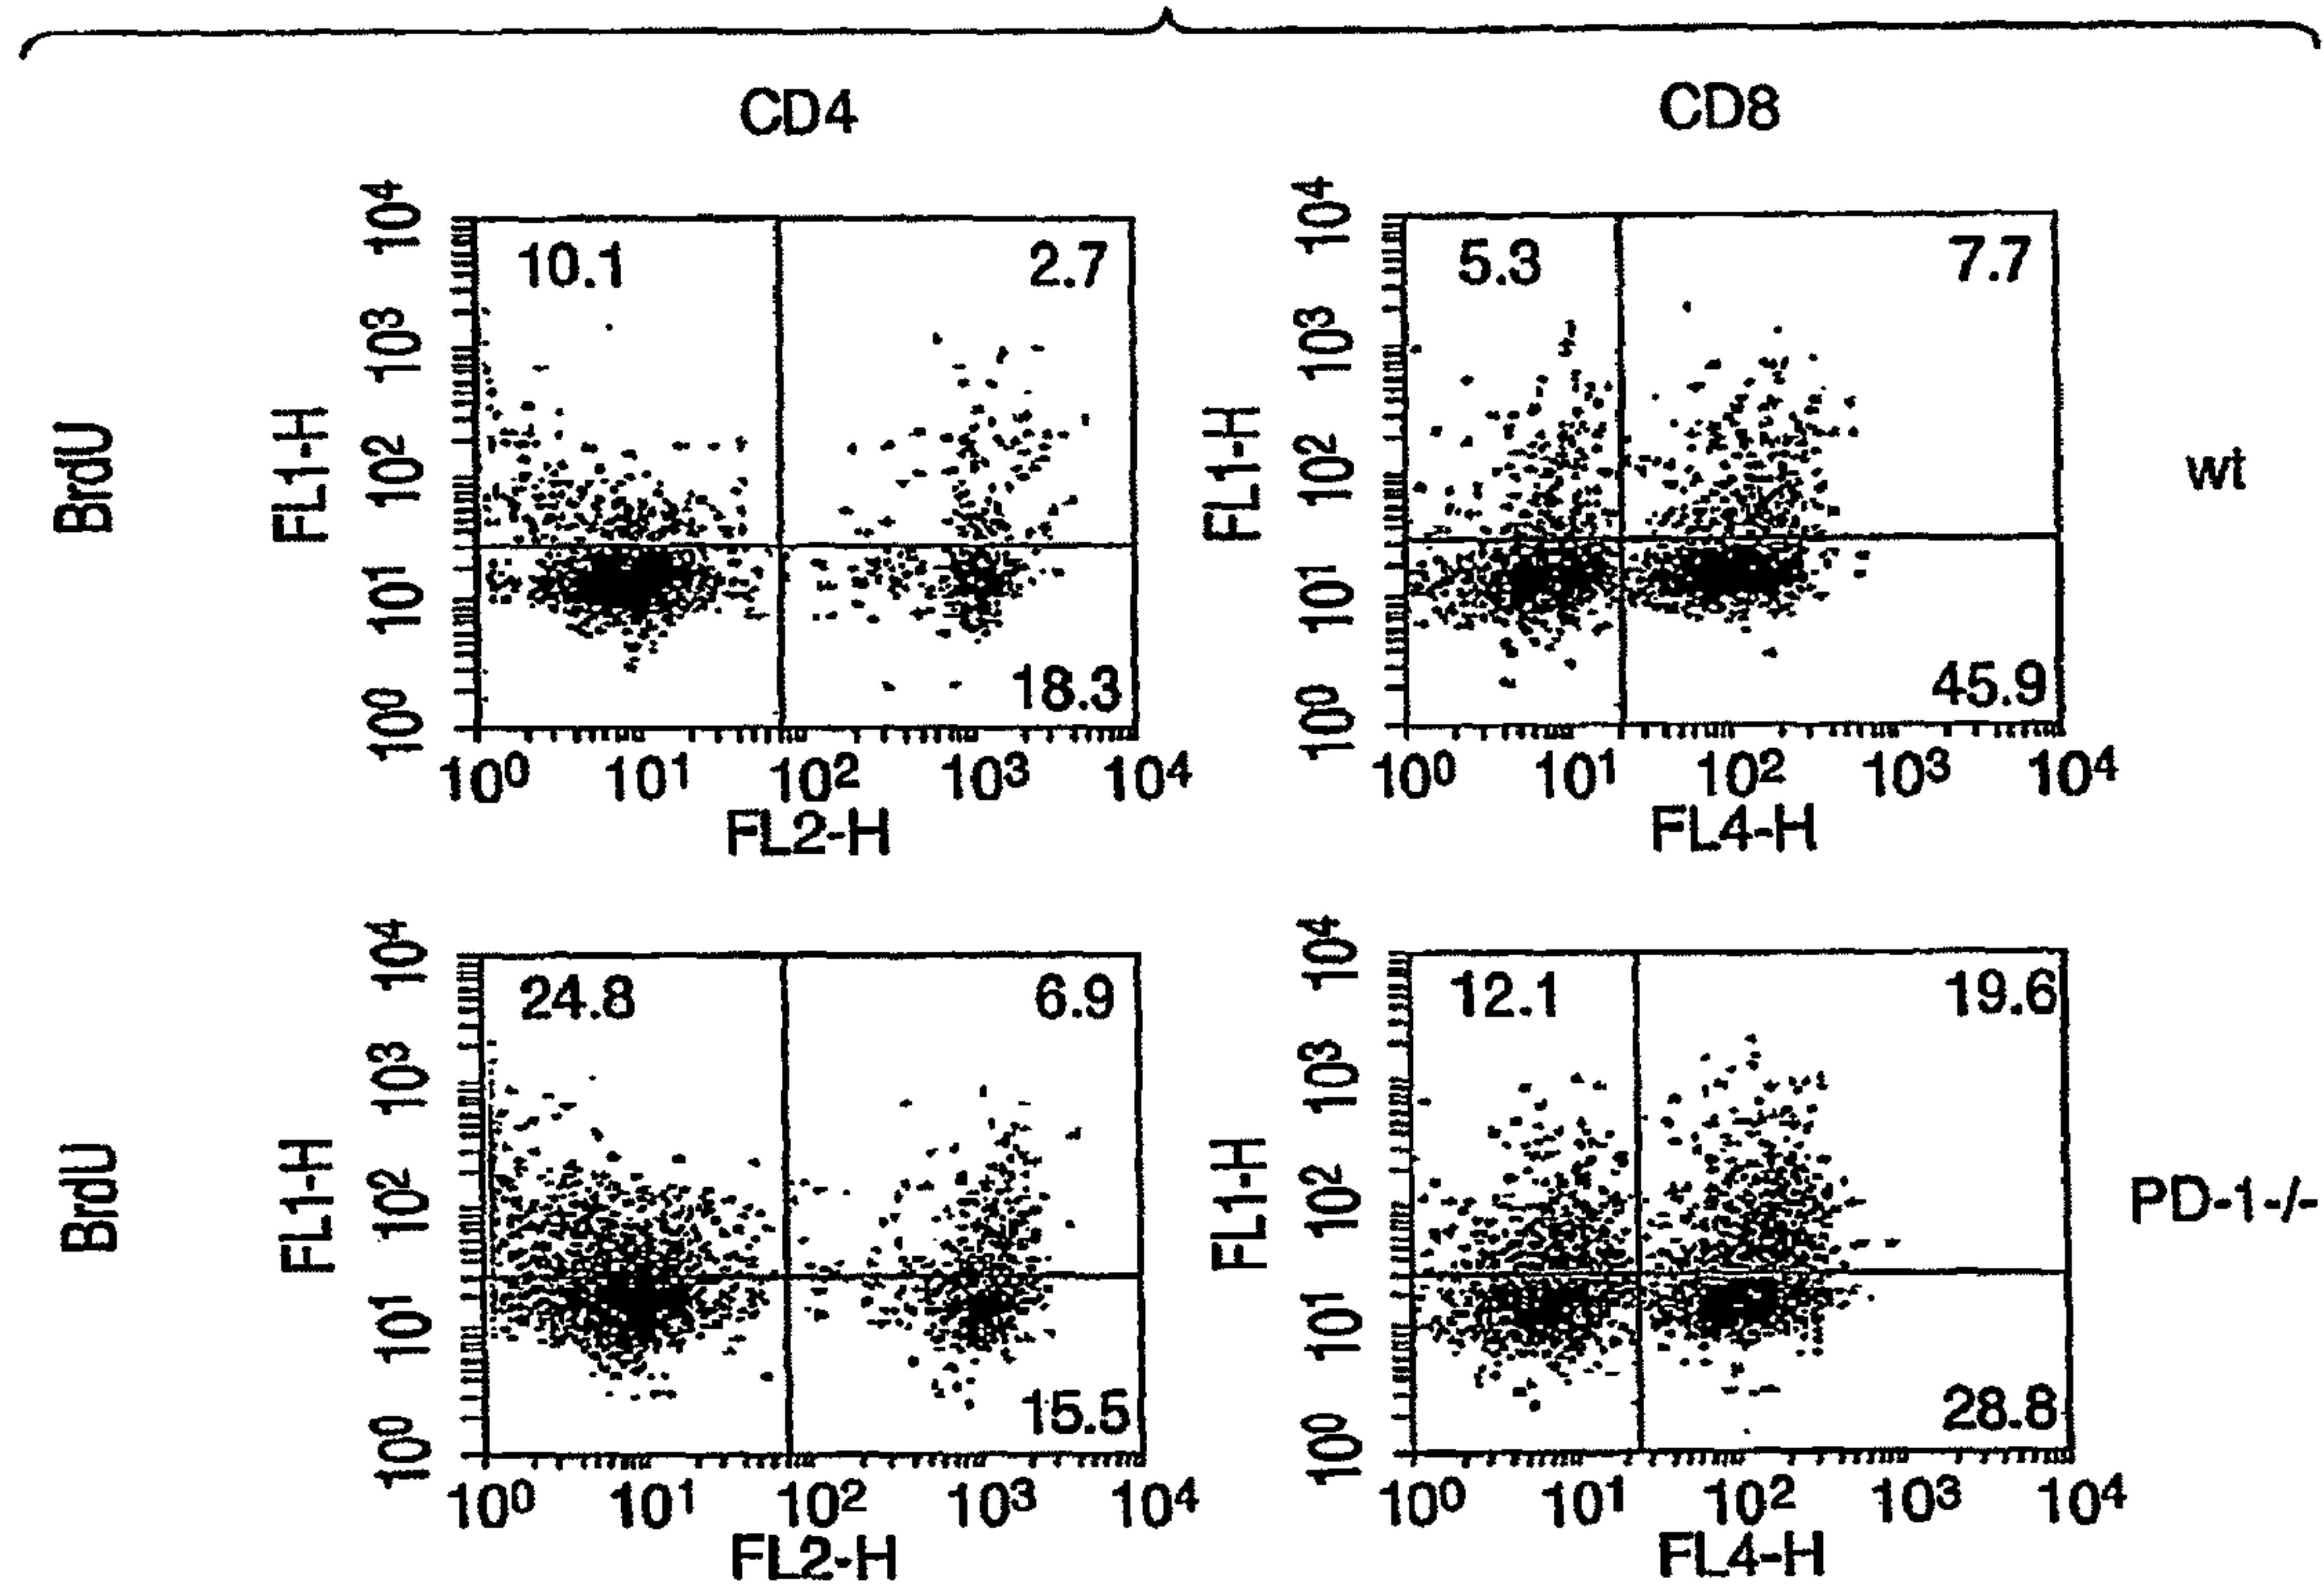 CD4 CD8
BrdU FL1-H 10⁴ 10³ 10² 10¹ 10⁰ 10.1 2.7 18.3
10⁰ 10¹ 10² 10³ 10⁴
FL2-H
FL1-H 10⁴ 10³ 10² 10¹ 10⁰ 5.3 7.7 45.9 wt
10⁰ 10¹ 10² 10³ 10⁴
FL4-H
BrdU FL1-H 10⁴ 10³ 10² 10¹ 10⁰ 24.8 6.9 15.5
10⁰ 10¹ 10² 10³ 10⁴
FL2-H
FL1-H 10⁴ 10³ 10² 10¹ 10⁰ 12.1 19.6 28.8 PD-1-/-
10⁰ 10¹ 10² 10³ 10⁴
FL4-H